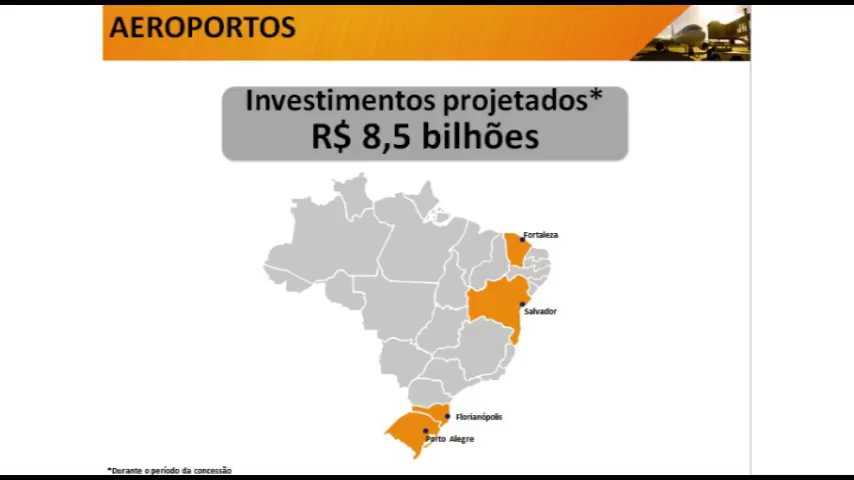 AEROPORTOS
Investimentos projetados*
R$ 8,5 bilhões
Fortaleza
Salvador
Florianópolis
Porto Alegre
*Durante o período da concessão